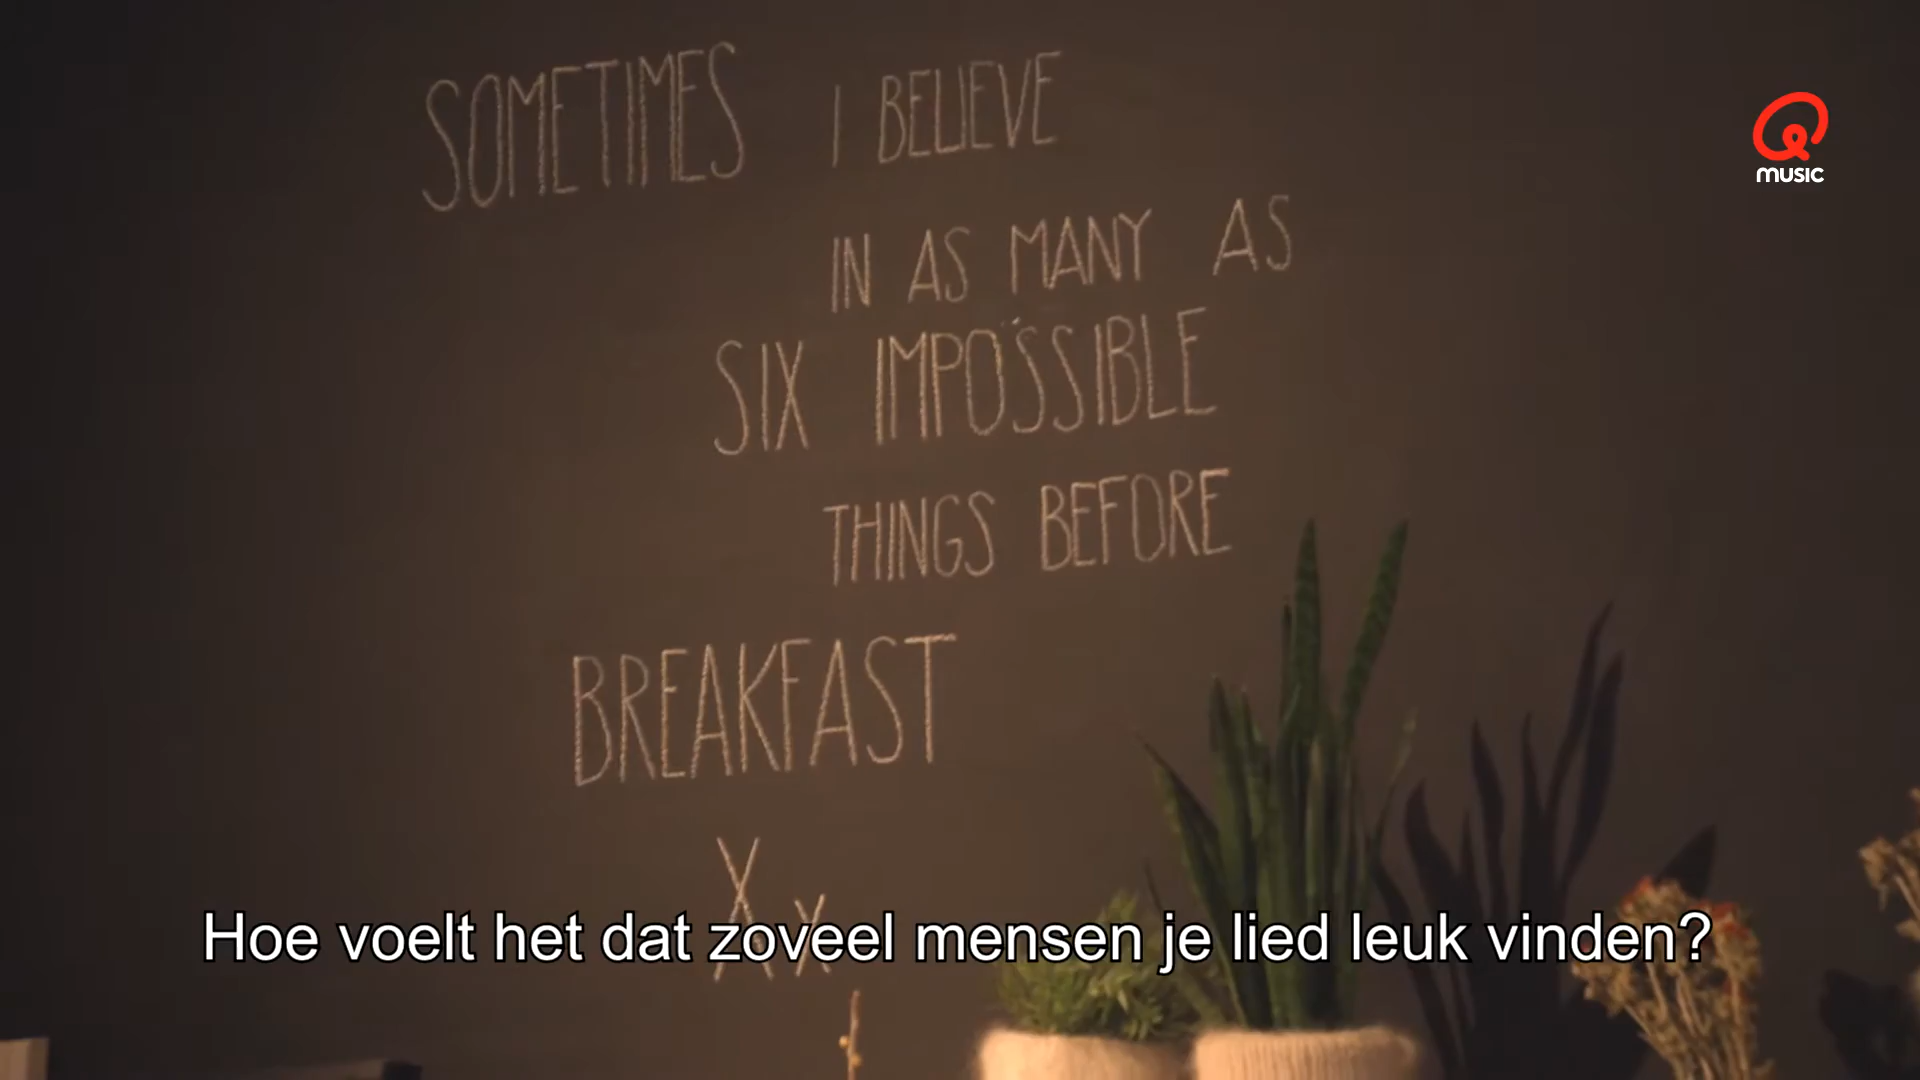 SOMETIMES I BELIEVE
IN AS MANY AS
SIX IMPOSSIBLE
THINGS BEFORE
BREAKFAST
X x
x x
Hoe voelt het dat zoveel mensen je lied leuk vinden?
Q
music